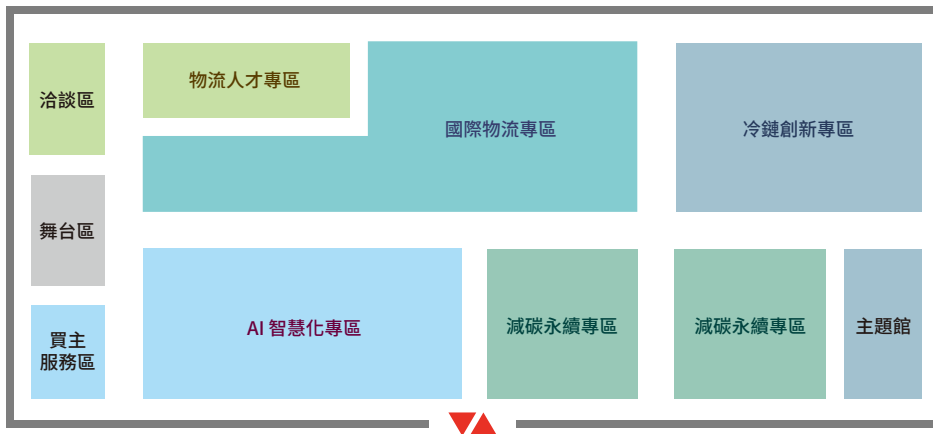 洽談區
物流人才專區
國際物流專區
冷鏈創新專區
舞台區
買主
服務區
AI 智慧化專區
減碳永續專區
減碳永續專區
主題館